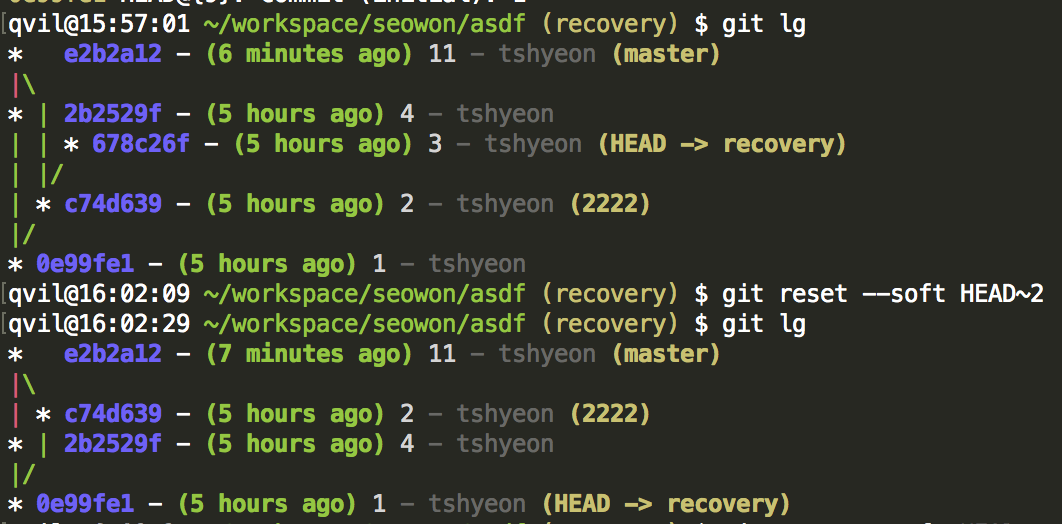 [qvil@15:57:01 ~/workspace/seowon/asdf (recovery) $ git lg
*   e2b2a12 - (6 minutes ago) 11 - tshyeon (master)
|\
* | 2b2529f - (5 hours ago) 4 - tshyeon
| | * 678c26f - (5 hours ago) 3 - tshyeon (HEAD -> recovery)
| |/
| * c74d639 - (5 hours ago) 2 - tshyeon (2222)
|/
* 0e99fe1 - (5 hours ago) 1 - tshyeon
[qvil@16:02:09 ~/workspace/seowon/asdf (recovery) $ git reset --soft HEAD~2
[qvil@16:02:29 ~/workspace/seowon/asdf (recovery) $ git lg
*   e2b2a12 - (7 minutes ago) 11 - tshyeon (master)
|\
| * c74d639 - (5 hours ago) 2 - tshyeon (2222)
* | 2b2529f - (5 hours ago) 4 - tshyeon
|/
* 0e99fe1 - (5 hours ago) 1 - tshyeon (HEAD -> recovery)